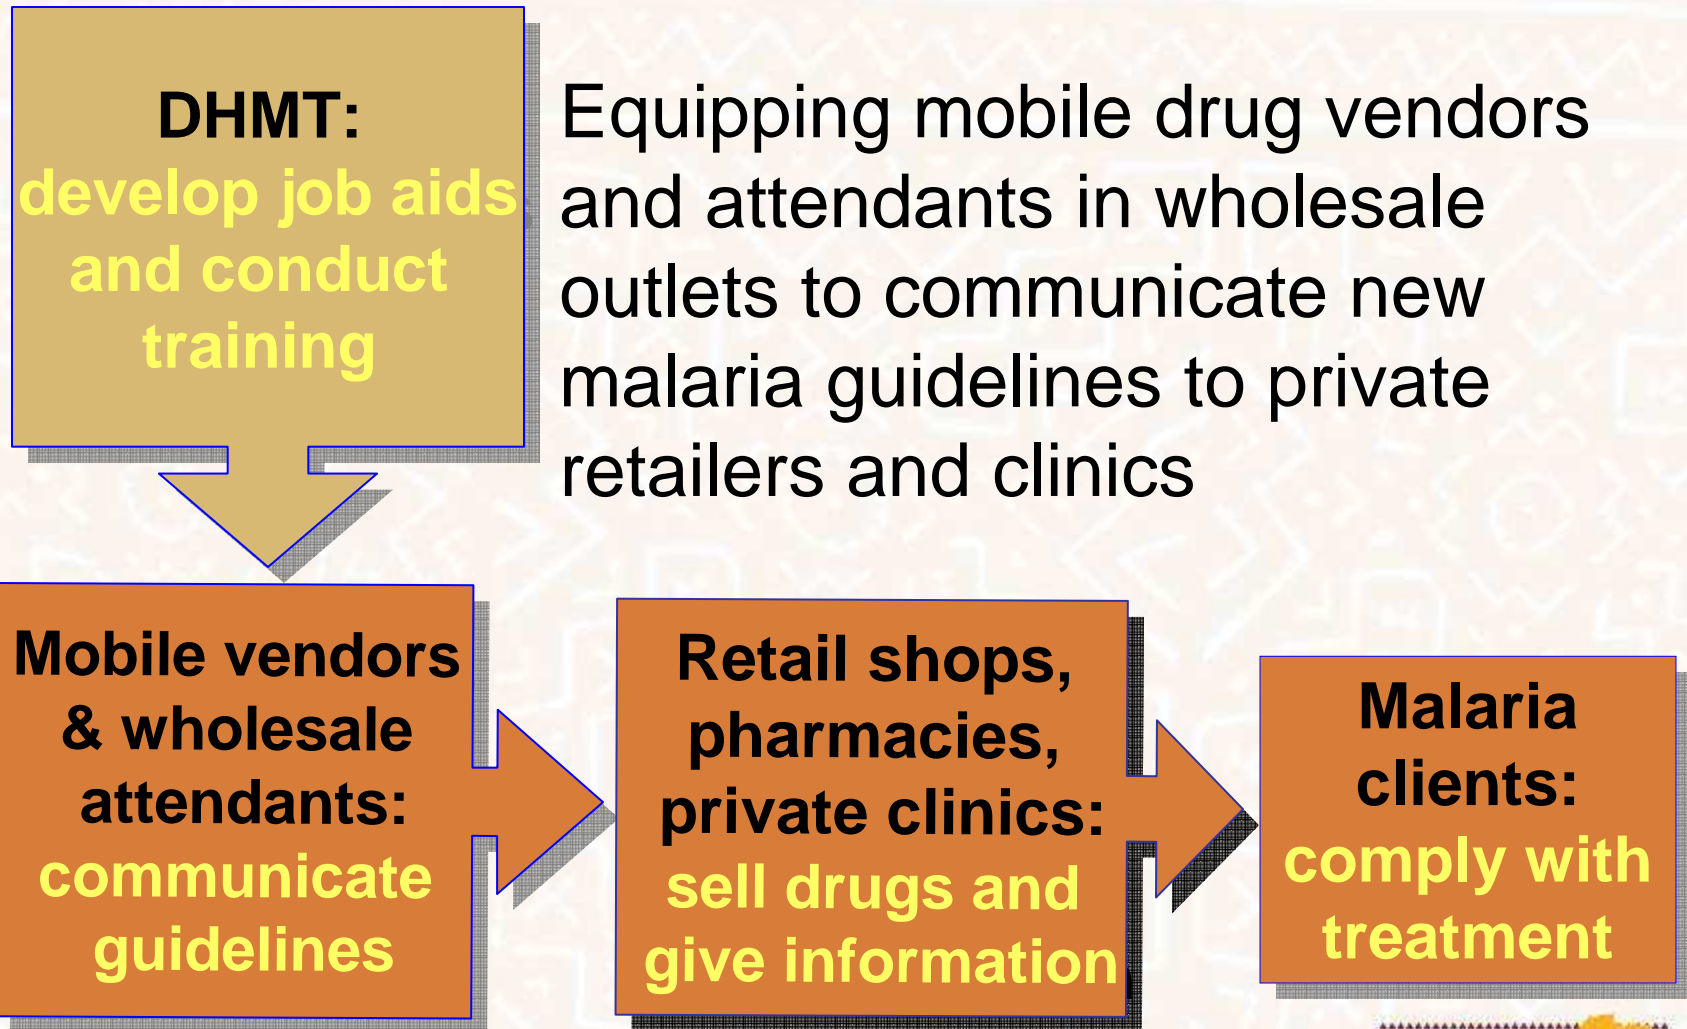 DHMT:
develop job aids
and conduct
training
Equipping mobile drug vendors
and attendants in wholesale
outlets to communicate new
malaria guidelines to private
retailers and clinics
Mobile vendors
& wholesale
attendants:
communicate
guidelines
Retail shops,
pharmacies,
private clinics:
sell drugs and
give information
Malaria
clients:
comply with
treatment